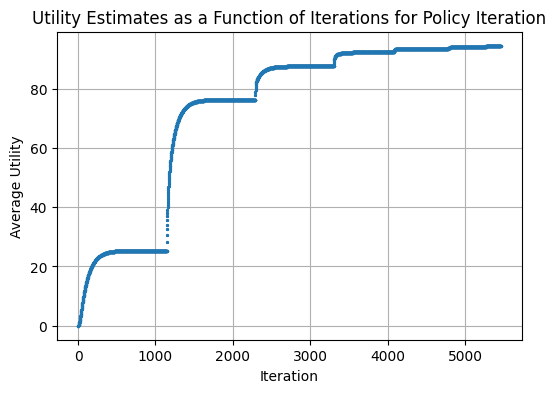 Utility Estimates as a Function of Iterations for Policy Iteration
Average Utility
80
60
40
20
0
0 1000 2000 3000 4000 5000
Iteration